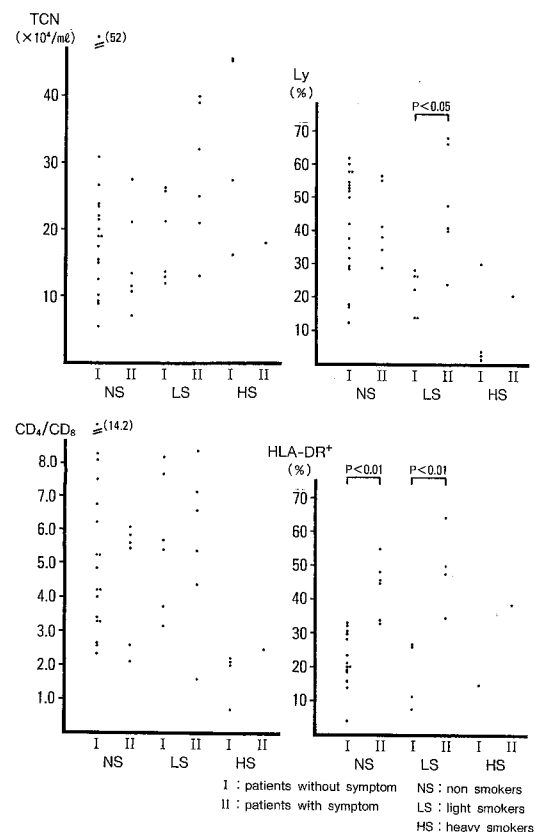 TCN
(×10⁴/mℓ)
(52)
40
30
20
10
I II I II I II
NS LS HS
Ly
(%)
P<0.05
70
60
50
40
30
20
10
I II I II I II
NS LS HS
CD₄/CD₈
(14.2)
8.0
7.0
6.0
5.0
4.0
3.0
2.0
1.0
I II I II I II
NS LS HS
HLA-DR⁺
(%)
P<0.01 P<0.01
70
60
50
40
30
20
10
I II I II I II
NS LS HS
I : patients without symptom
II : patients with symptom
NS : non smokers
LS : light smokers
HS : heavy smokers